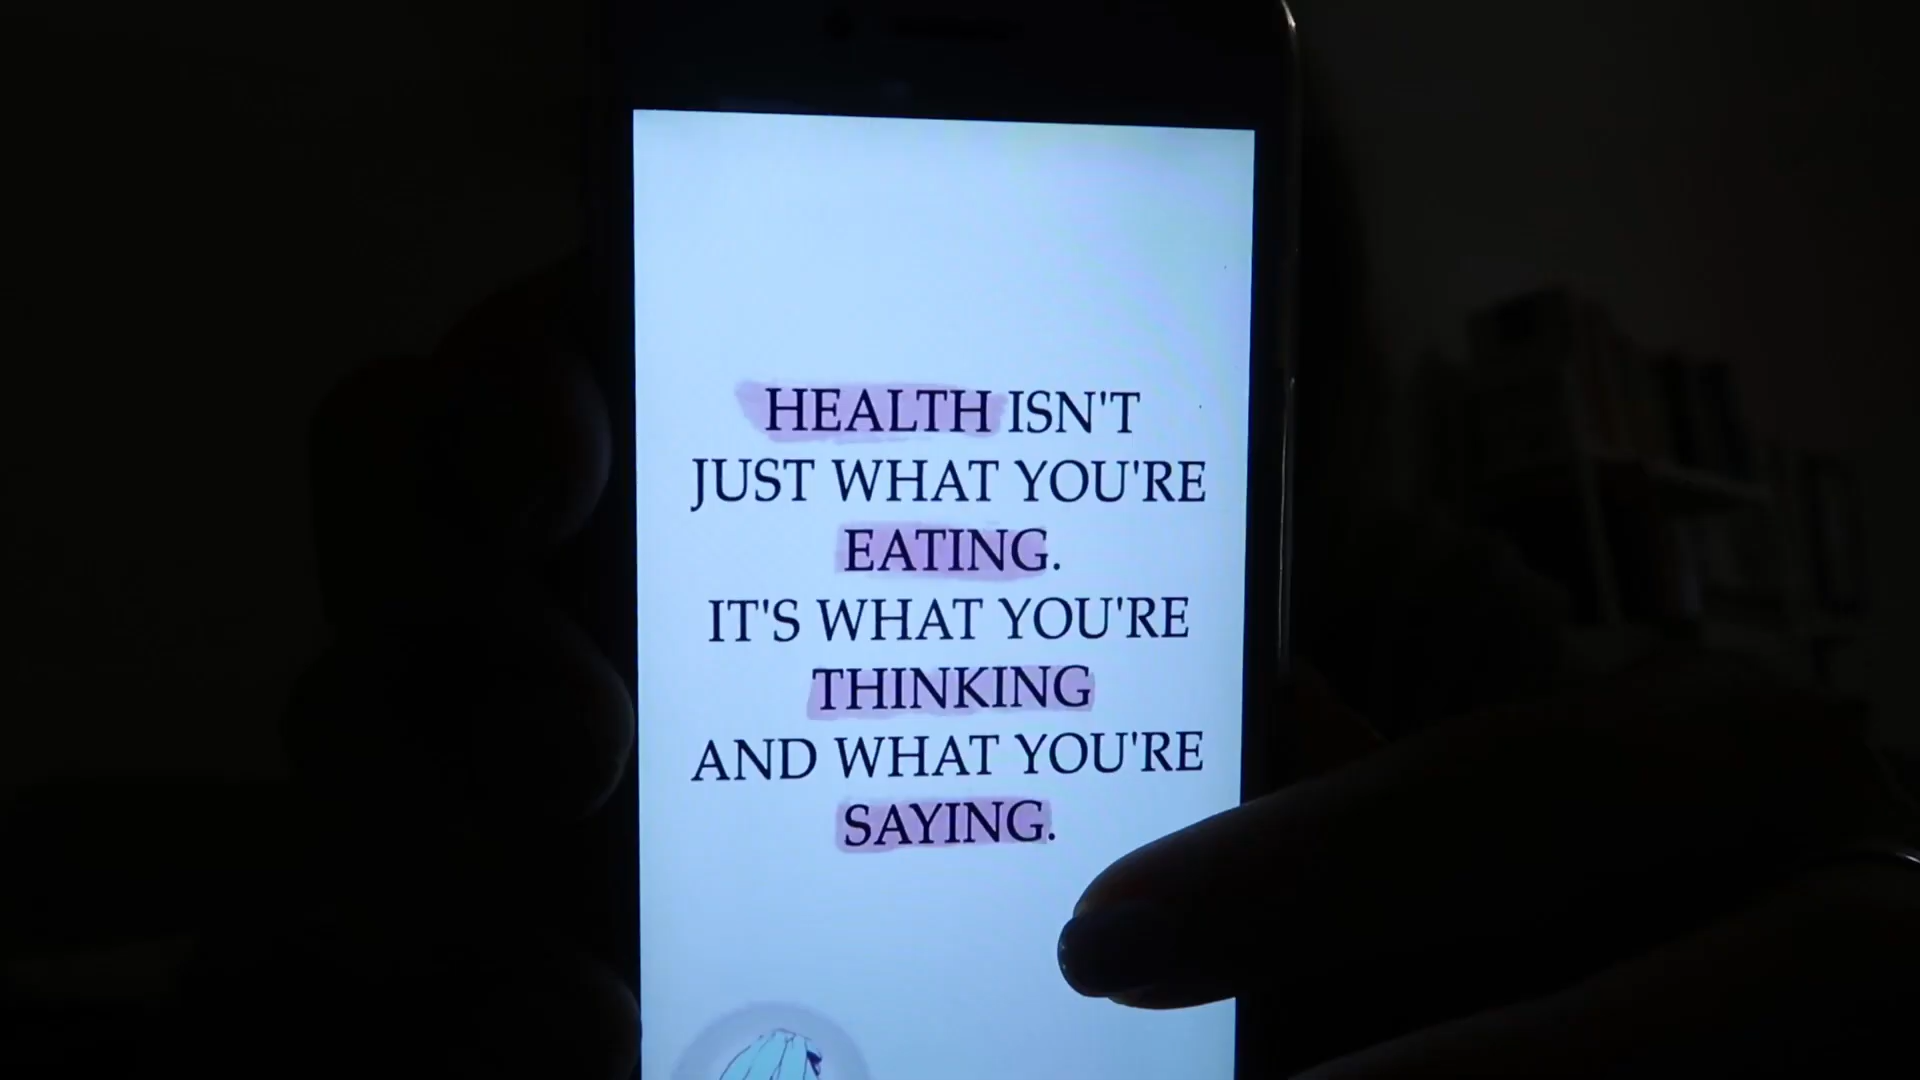 HEALTH ISN'T
JUST WHAT YOU'RE
EATING.
IT'S WHAT YOU'RE
THINKING
AND WHAT YOU'RE
SAYING.